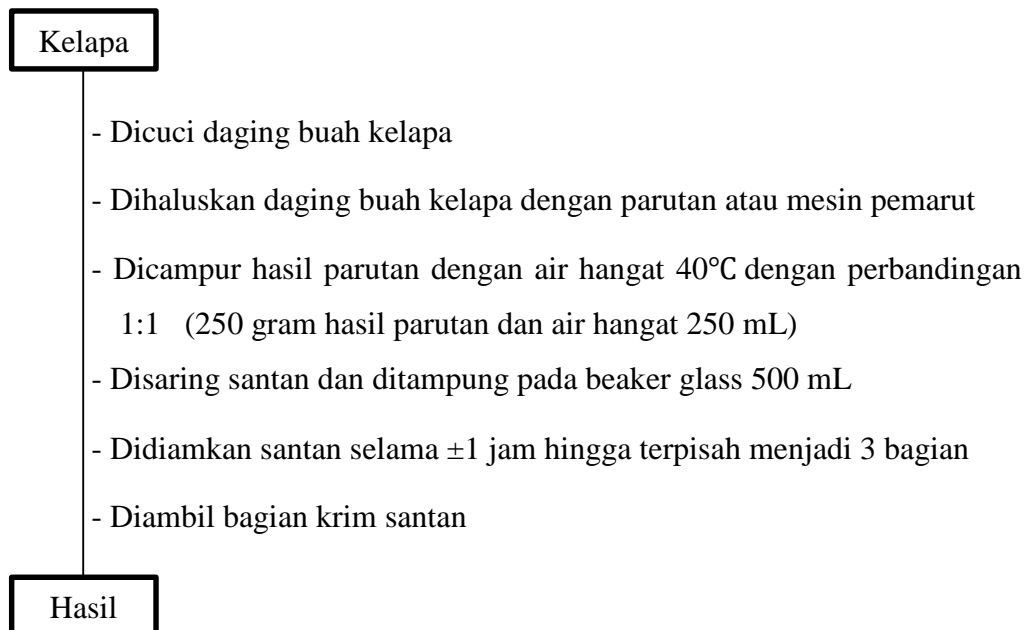 Kelapa
- Dicuci daging buah kelapa
- Dihaluskan daging buah kelapa dengan parutan atau mesin pemarut
- Dicampur hasil parutan dengan air hangat 40℃ dengan perbandingan
1:1 (250 gram hasil parutan dan air hangat 250 mL)
- Disaring santan dan ditampung pada beaker glass 500 mL
- Didiamkan santan selama ±1 jam hingga terpisah menjadi 3 bagian
- Diambil bagian krim santan
Hasil